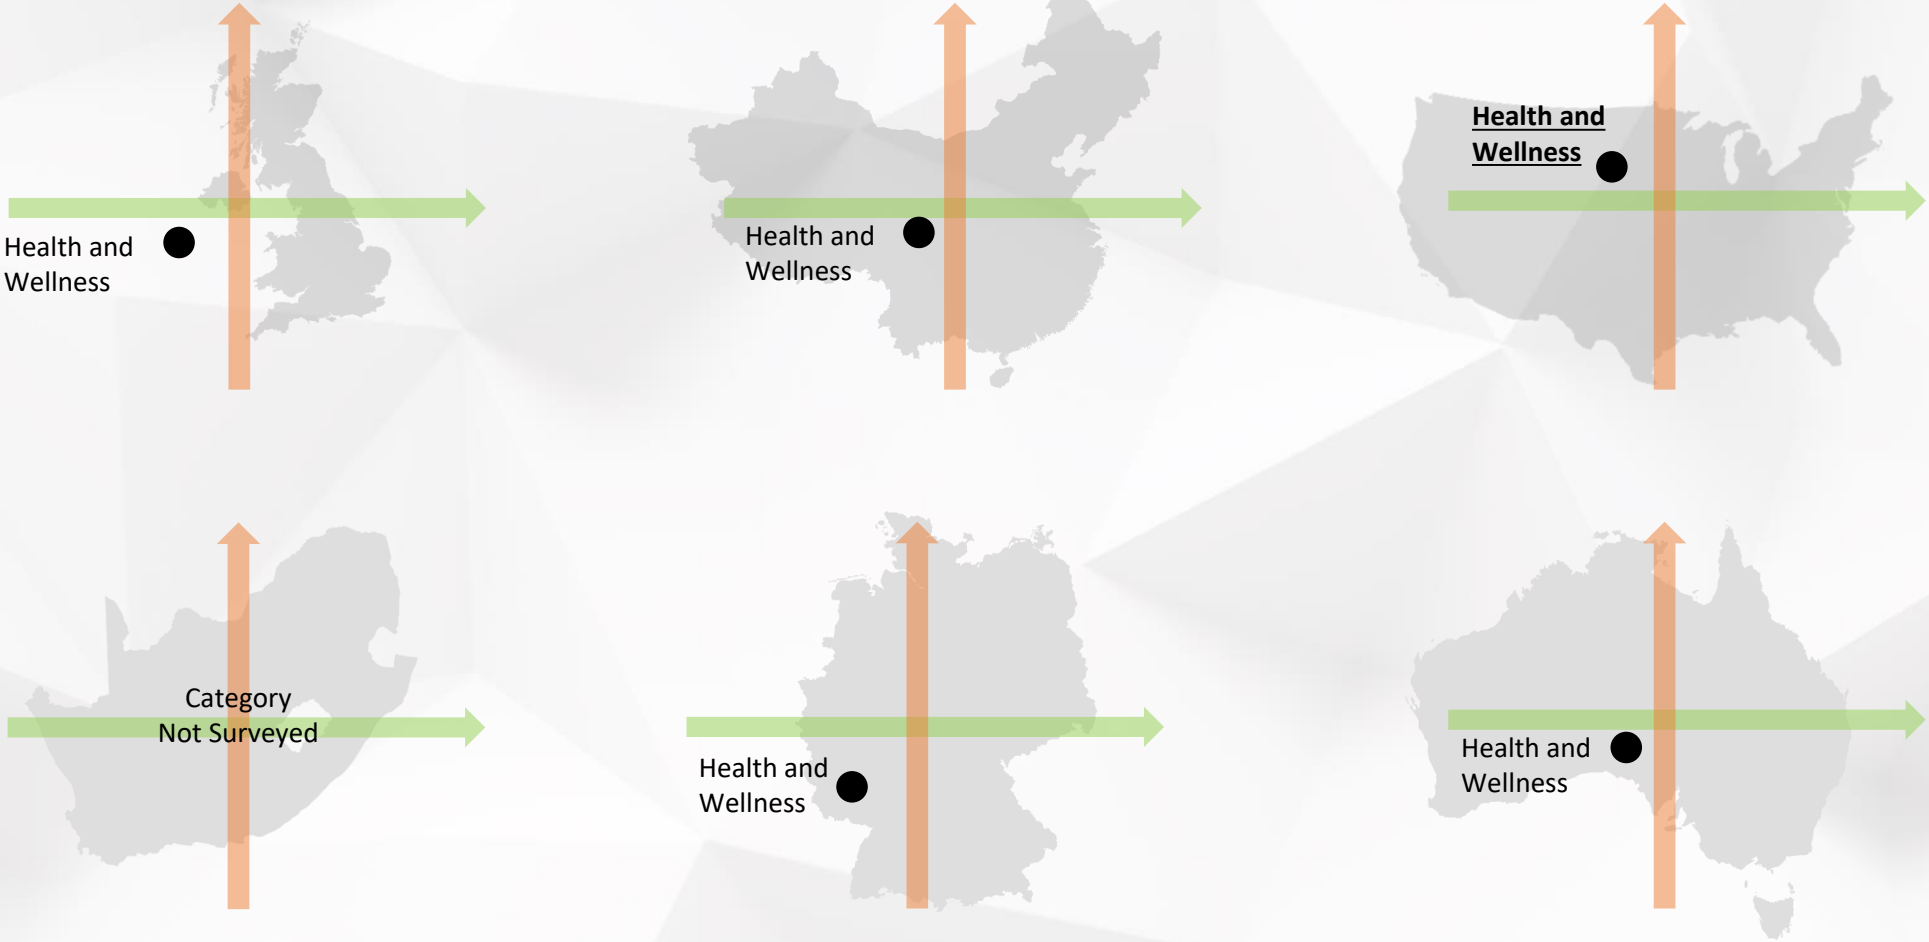 Health and
Wellness
Health and
Wellness
Health and
Wellness
Category
Not Surveyed
Health and
Wellness
Health and
Wellness